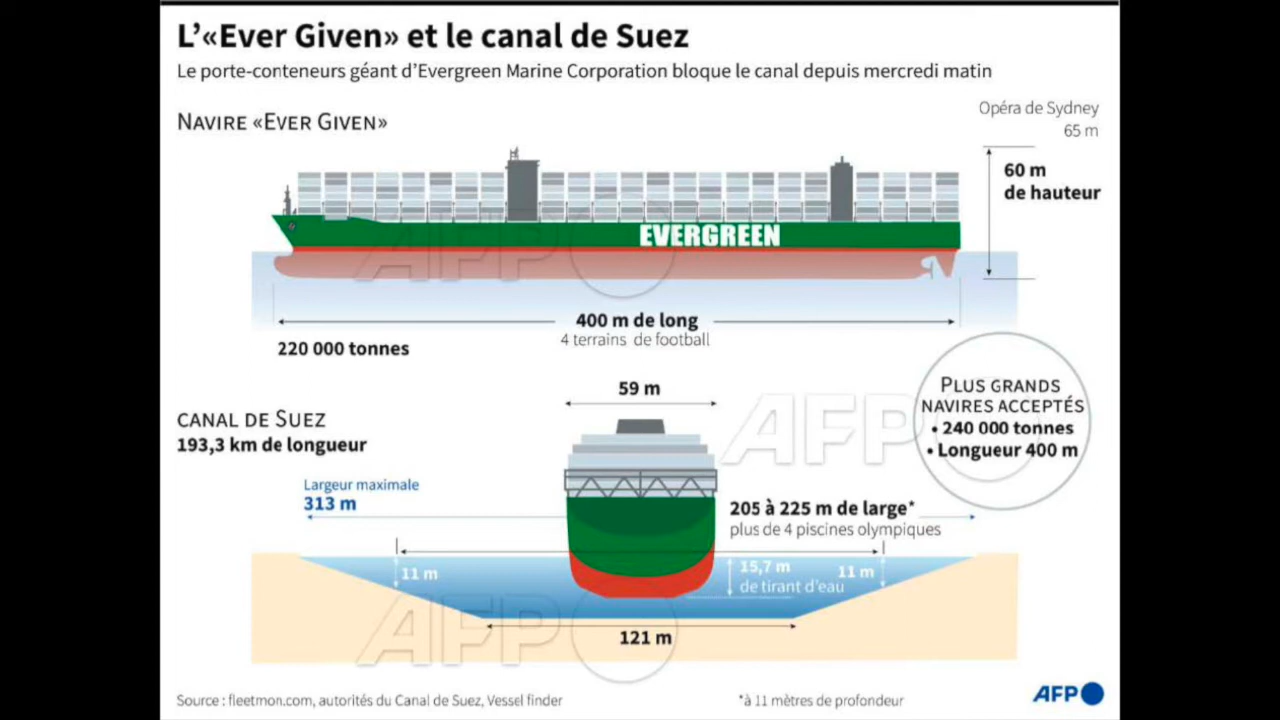 L'«Ever Given» et le canal de Suez
Le porte-conteneurs géant d'Evergreen Marine Corporation bloque le canal depuis mercredi matin
NAVIRE «EVER GIVEN»
Opéra de Sydney
65 m
60 m
de hauteur
EVERGREEN
AFP
400 m de long
4 terrains de football
220 000 tonnes
PLUS GRANDS
NAVIRES ACCEPTÉS
• 240 000 tonnes
• Longueur 400 m
AFP
59 m
CANAL DE SUEZ
193,3 km de longueur
Largeur maximale
313 m
205 à 225 m de large*
plus de 4 piscines olympiques
11 m
15,7 m
de tirant d'eau
11 m
121 m
AFP
Source : fleetmon.com, autorités du Canal de Suez, Vessel finder
*à 11 mètres de profondeur
AFP